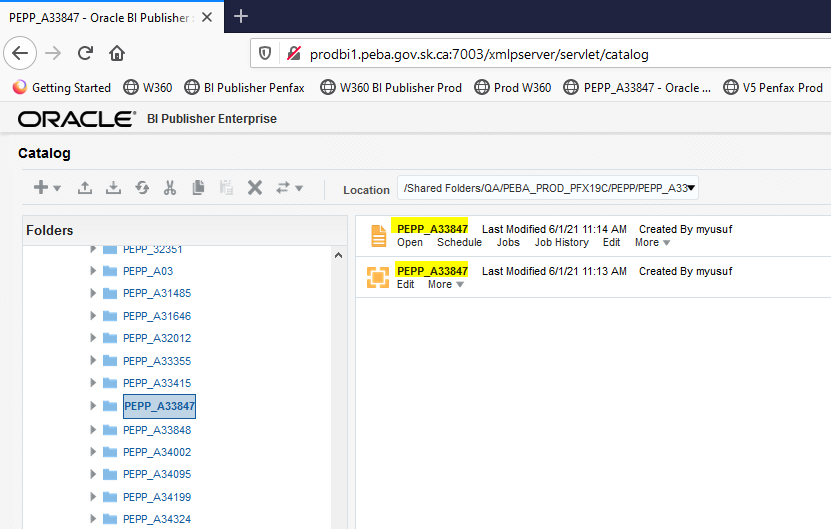 PEPP_A33847 - Oracle BI Publisher
prodbi1.peba.gov.sk.ca:7003/xmlpserver/servlet/catalog
Getting Started W360 BI Publisher Penfax W360 BI Publisher Prod Prod W360 PEPP_A33847 - Oracle ... V5 Penfax Prod
ORACLE® BI Publisher Enterprise
Catalog
Location /Shared Folders/QA/PEBA_PROD_PFX19C/PEPP/PEPP_A33
Folders
PEPP_32351
PEPP_A03
PEPP_A31485
PEPP_A31646
PEPP_A32012
PEPP_A33355
PEPP_A33415
PEPP_A33847
PEPP_A33848
PEPP_A34002
PEPP_A34095
PEPP_A34199
PEPP_A34324
PEPP_A33847 Last Modified 6/1/21 11:14 AM Created By myusuf
Open Schedule Jobs Job History Edit More
PEPP_A33847 Last Modified 6/1/21 11:13 AM Created By myusuf
Edit More